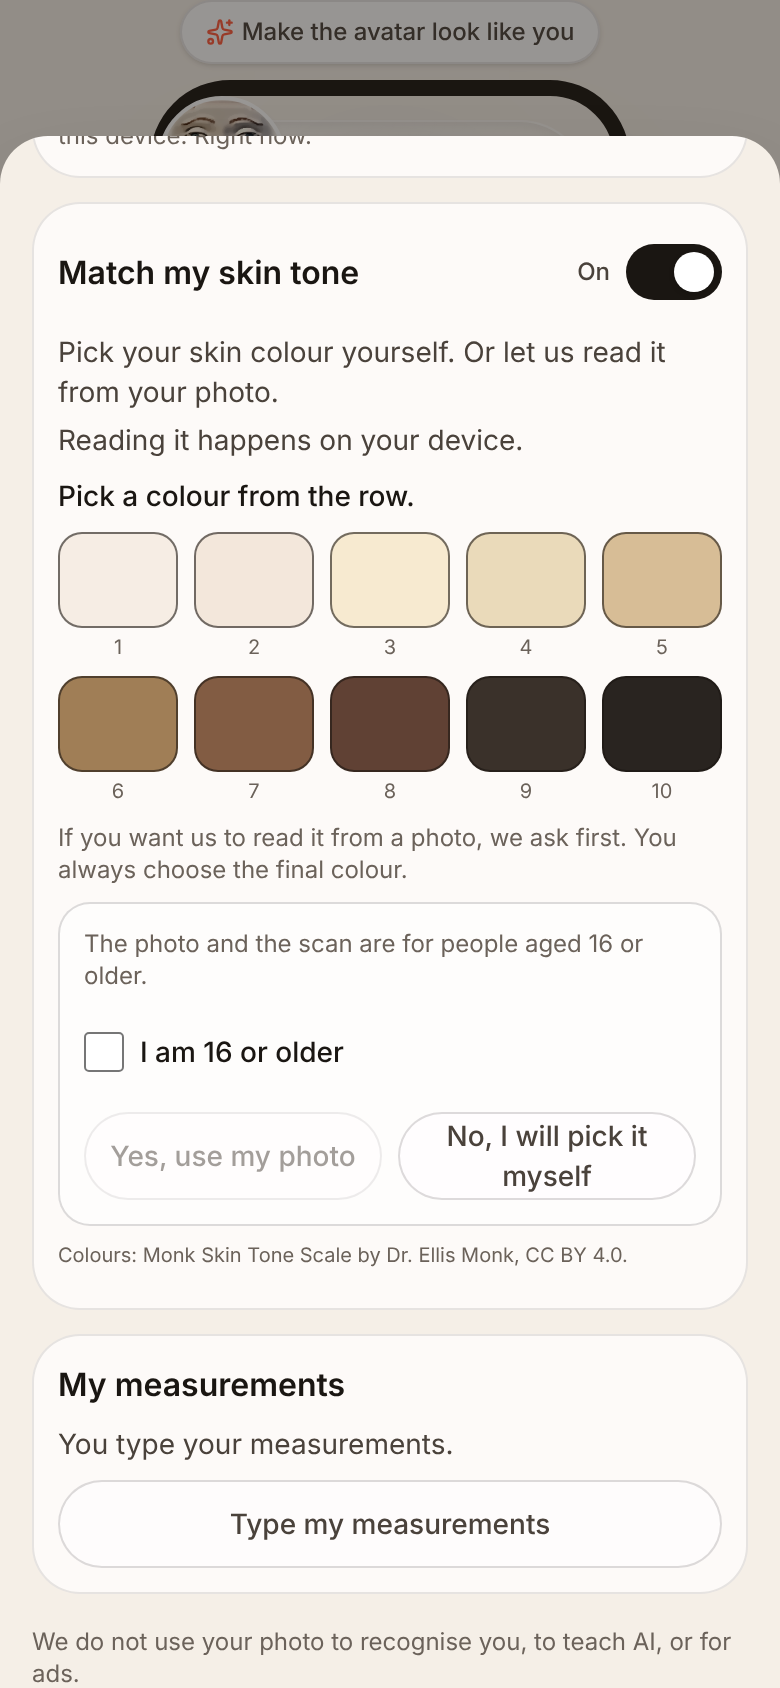 Make the avatar look like you
this device. Right now.
Match my skin tone
On
Pick your skin colour yourself. Or let us read it
from your photo.
Reading it happens on your device.
Pick a colour from the row.
1 2 3 4 5
6 7 8 9 10
If you want us to read it from a photo, we ask first. You
always choose the final colour.
The photo and the scan are for people aged 16 or
older.
I am 16 or older
Yes, use my photo
No, I will pick it
myself
Colours: Monk Skin Tone Scale by Dr. Ellis Monk, CC BY 4.0.
My measurements
You type your measurements.
Type my measurements
We do not use your photo to recognise you, to teach AI, or for
ads.